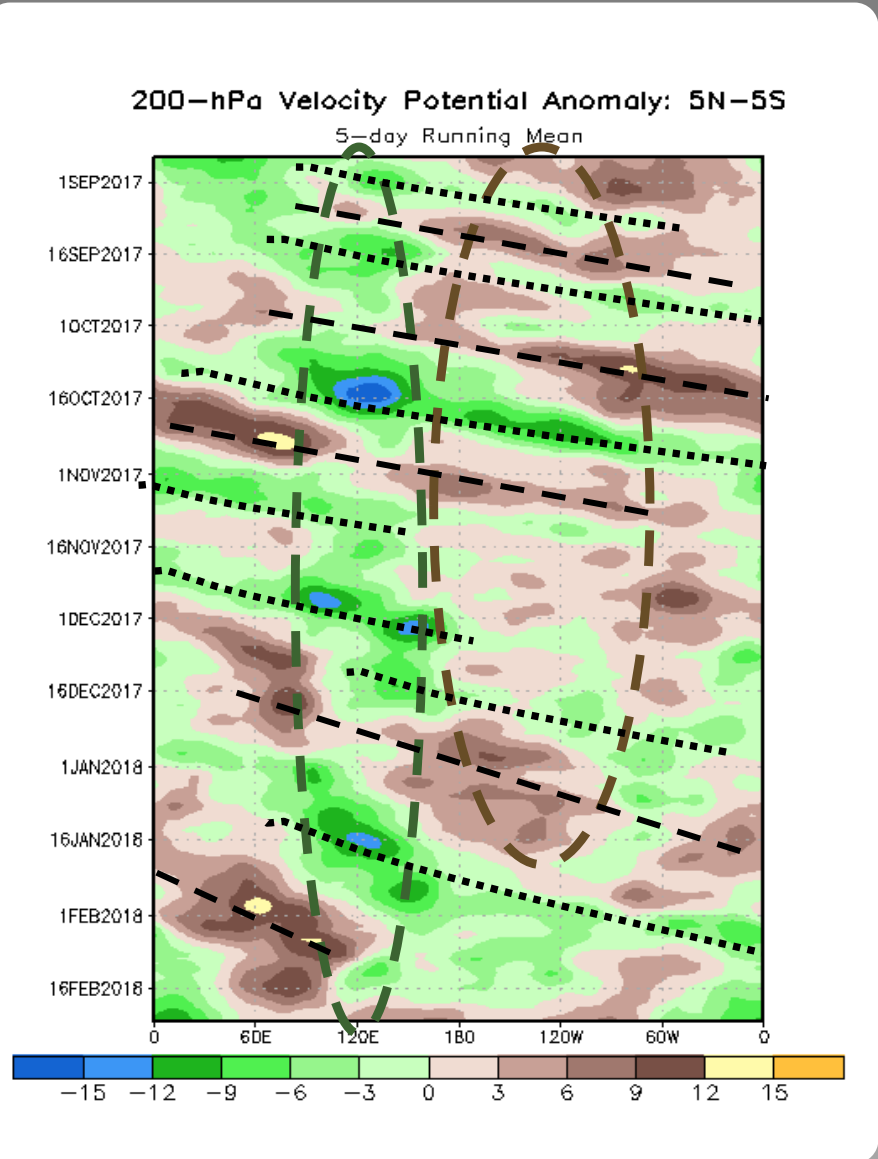 200-hPa Velocity Potential Anomaly: 5N-5S
5-day Running Mean
1SEP2017
16SEP2017
1OCT2017
16OCT2017
1NOV2017
16NOV2017
1DEC2017
16DEC2017
1JAN2018
16JAN2018
1FEB2018
16FEB2018
0 60E 120E 180 120W 60W 0
-15 -12 -9 -6 -3 0 3 6 9 12 15